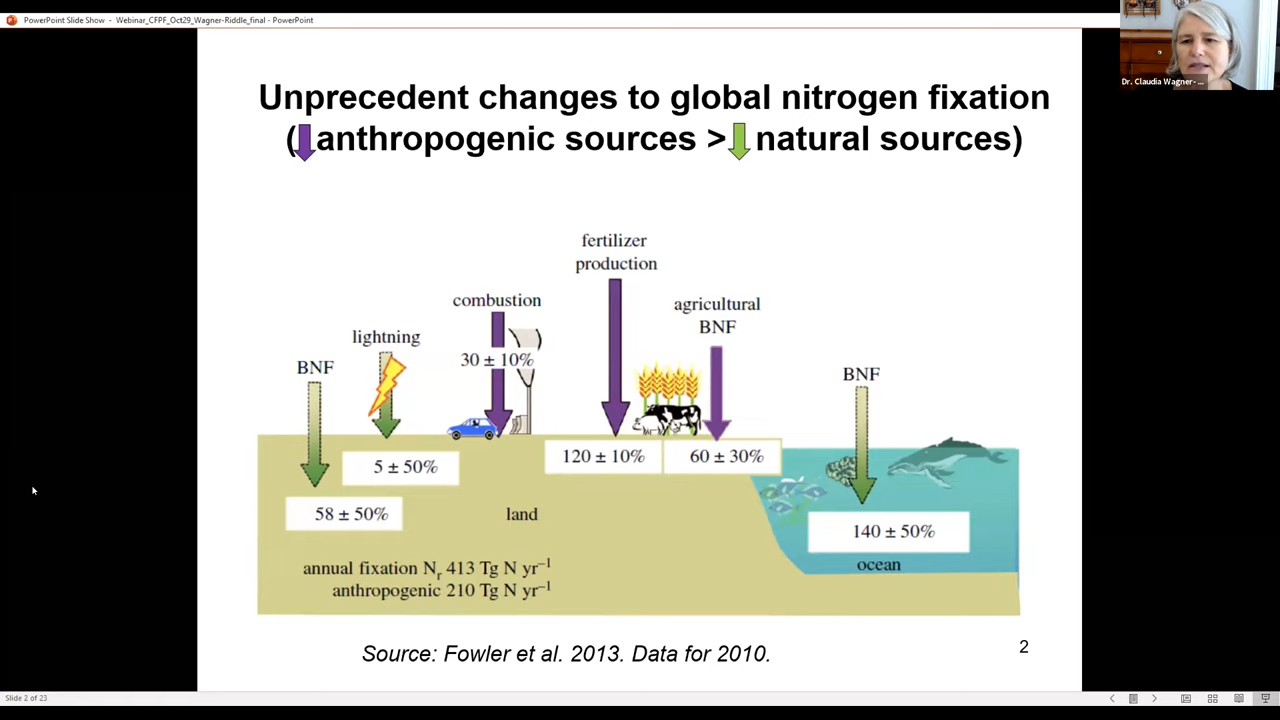 PowerPoint Slide Show - Webinar_CFPF_Oct29_Wagner-Riddle_final - PowerPoint
Dr. Claudia Wagner- ...
Unprecedent changes to global nitrogen fixation
(anthropogenic sources > natural sources)
fertilizer
production
combustion
agricultural
BNF
lightning
30 ± 10%
BNF
BNF
120 ± 10%
60 ± 30%
5 ± 50%
58 ± 50%
land
140 ± 50%
ocean
annual fixation Nr 413 Tg N yr⁻¹
anthropogenic 210 Tg N yr⁻¹
Source: Fowler et al. 2013. Data for 2010.
2
Slide 2 of 23